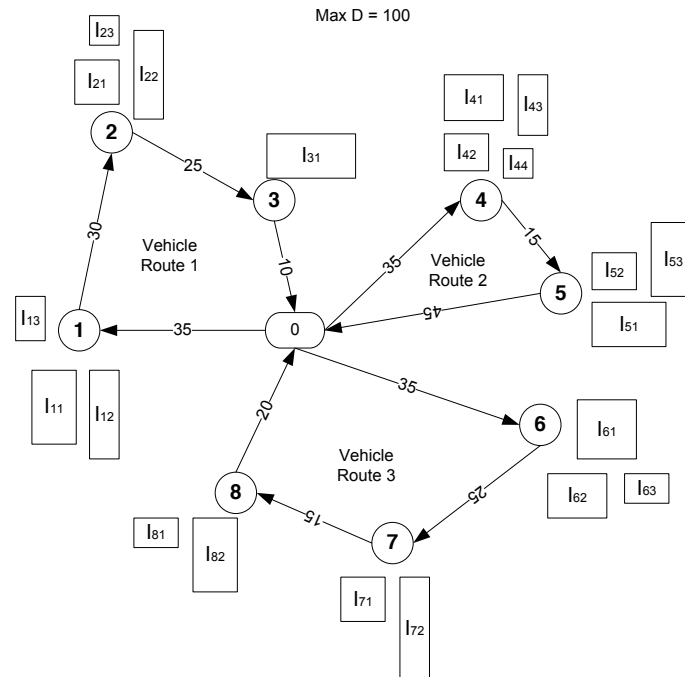 Max D = 100
I23
I21
I22
2
25
I31
3
30
Vehicle
Route 1
10
I13
1
35
0
I11
I12
I41
I43
I42
I44
4
15
35
Vehicle
Route 2
I52
I53
5
I51
45
35
20
Vehicle
Route 3
6
I61
25
I62
I63
8
15
7
I81
I82
I71
I72